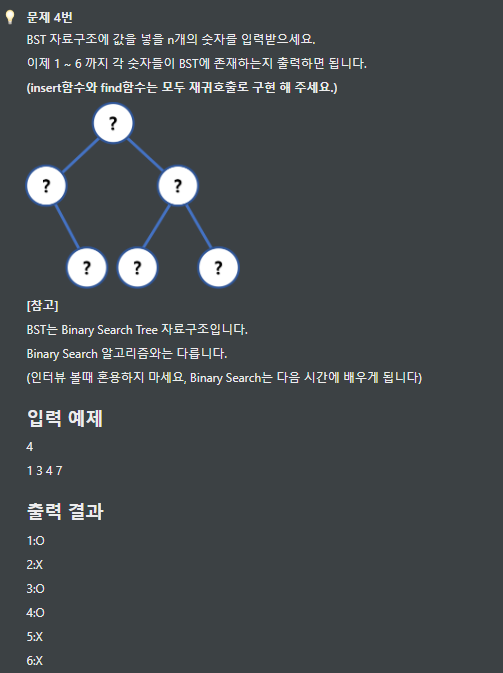 문제 4번
BST 자료구조에 값을 넣을 n개의 숫자를 입력받으세요.
이제 1 ~ 6 까지 각 숫자들이 BST에 존재하는지 출력하면 됩니다.
(insert함수와 find함수는 모두 재귀호출로 구현 해 주세요.)
?
? ?
? ? ?
[참고]
BST는 Binary Search Tree 자료구조입니다.
Binary Search 알고리즘와는 다릅니다.
(인터뷰 볼때 혼용하지 마세요, Binary Search는 다음 시간에 배우게 됩니다)
입력 예제
4
1 3 4 7
출력 결과
1:O
2:X
3:O
4:O
5:X
6:X